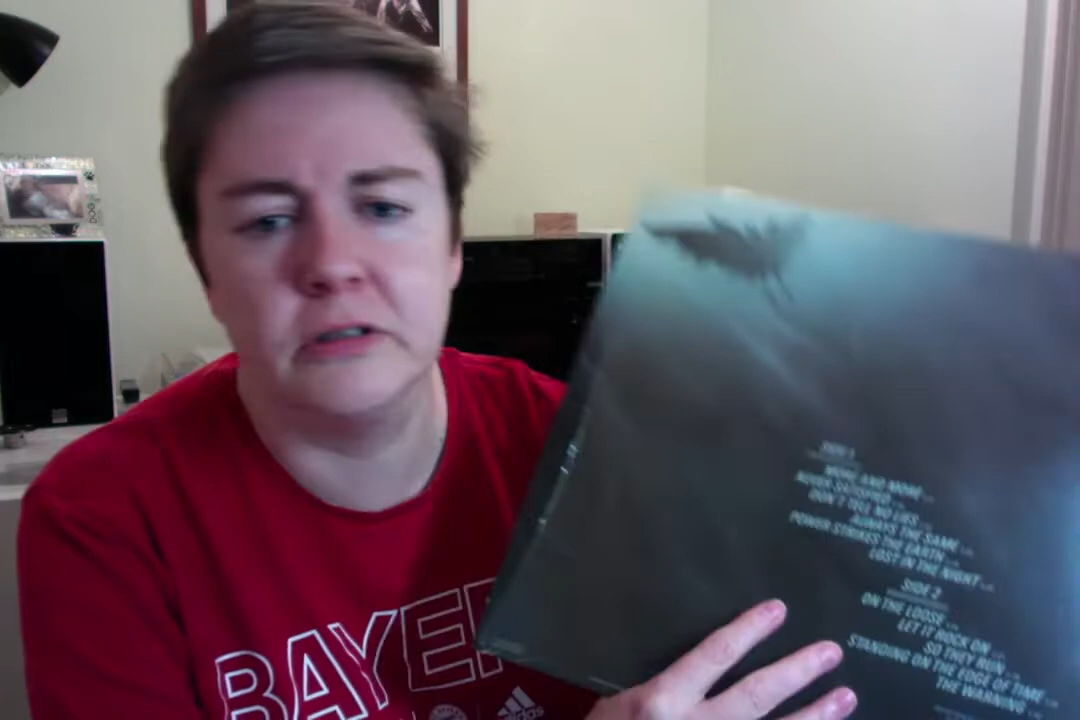 SIDE 1
MORE AND MORE
NEVER SATISFIED
DON'T TELL NO LIES
ALWAYS THE SAME
POWER STRIKES THE EARTH
LOST IN THE NIGHT
SIDE 2
ON THE LOOSE
LET IT ROCK ON
SO THEY RUN
STANDING ON THE EDGE OF TIME
THE WARNING
BAYER
adidas
DOG